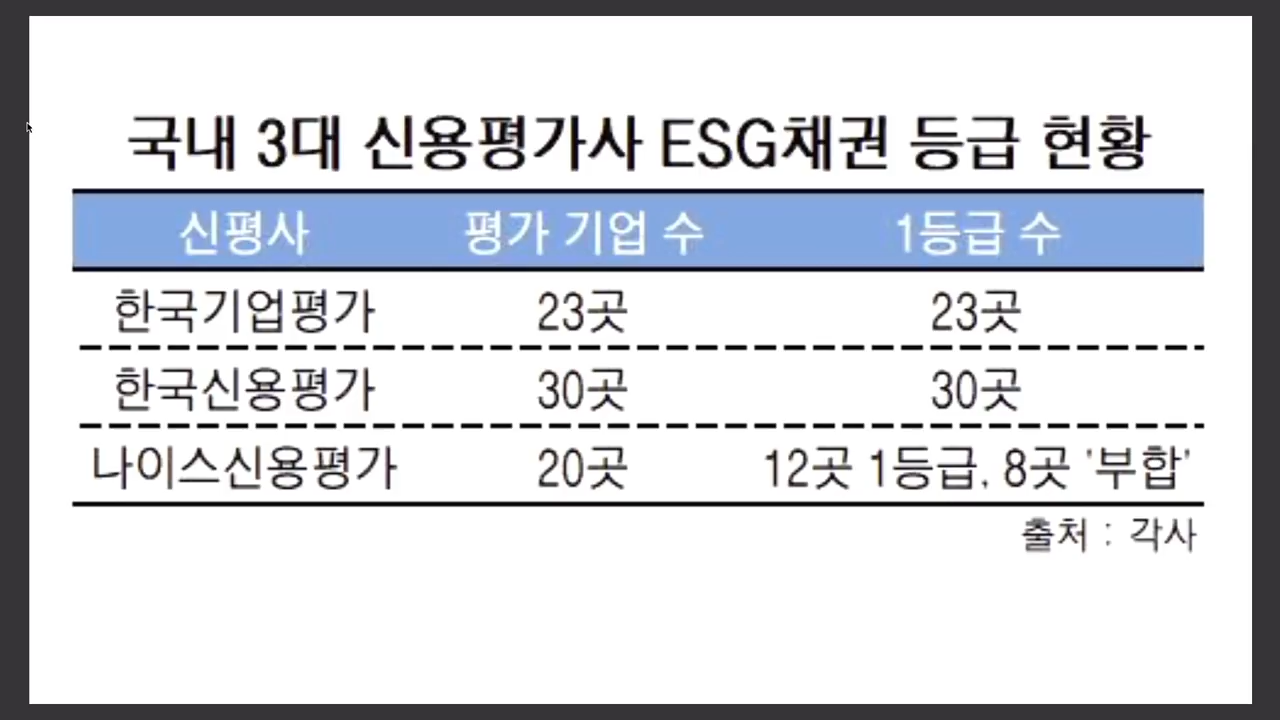 국내 3대 신용평가사 ESG채권 등급 현황
신평사 평가 기업 수 1등급 수
한국기업평가 23곳 23곳
한국신용평가 30곳 30곳
나이스신용평가 20곳 12곳 1등급, 8곳 '부합'
출처 : 각사